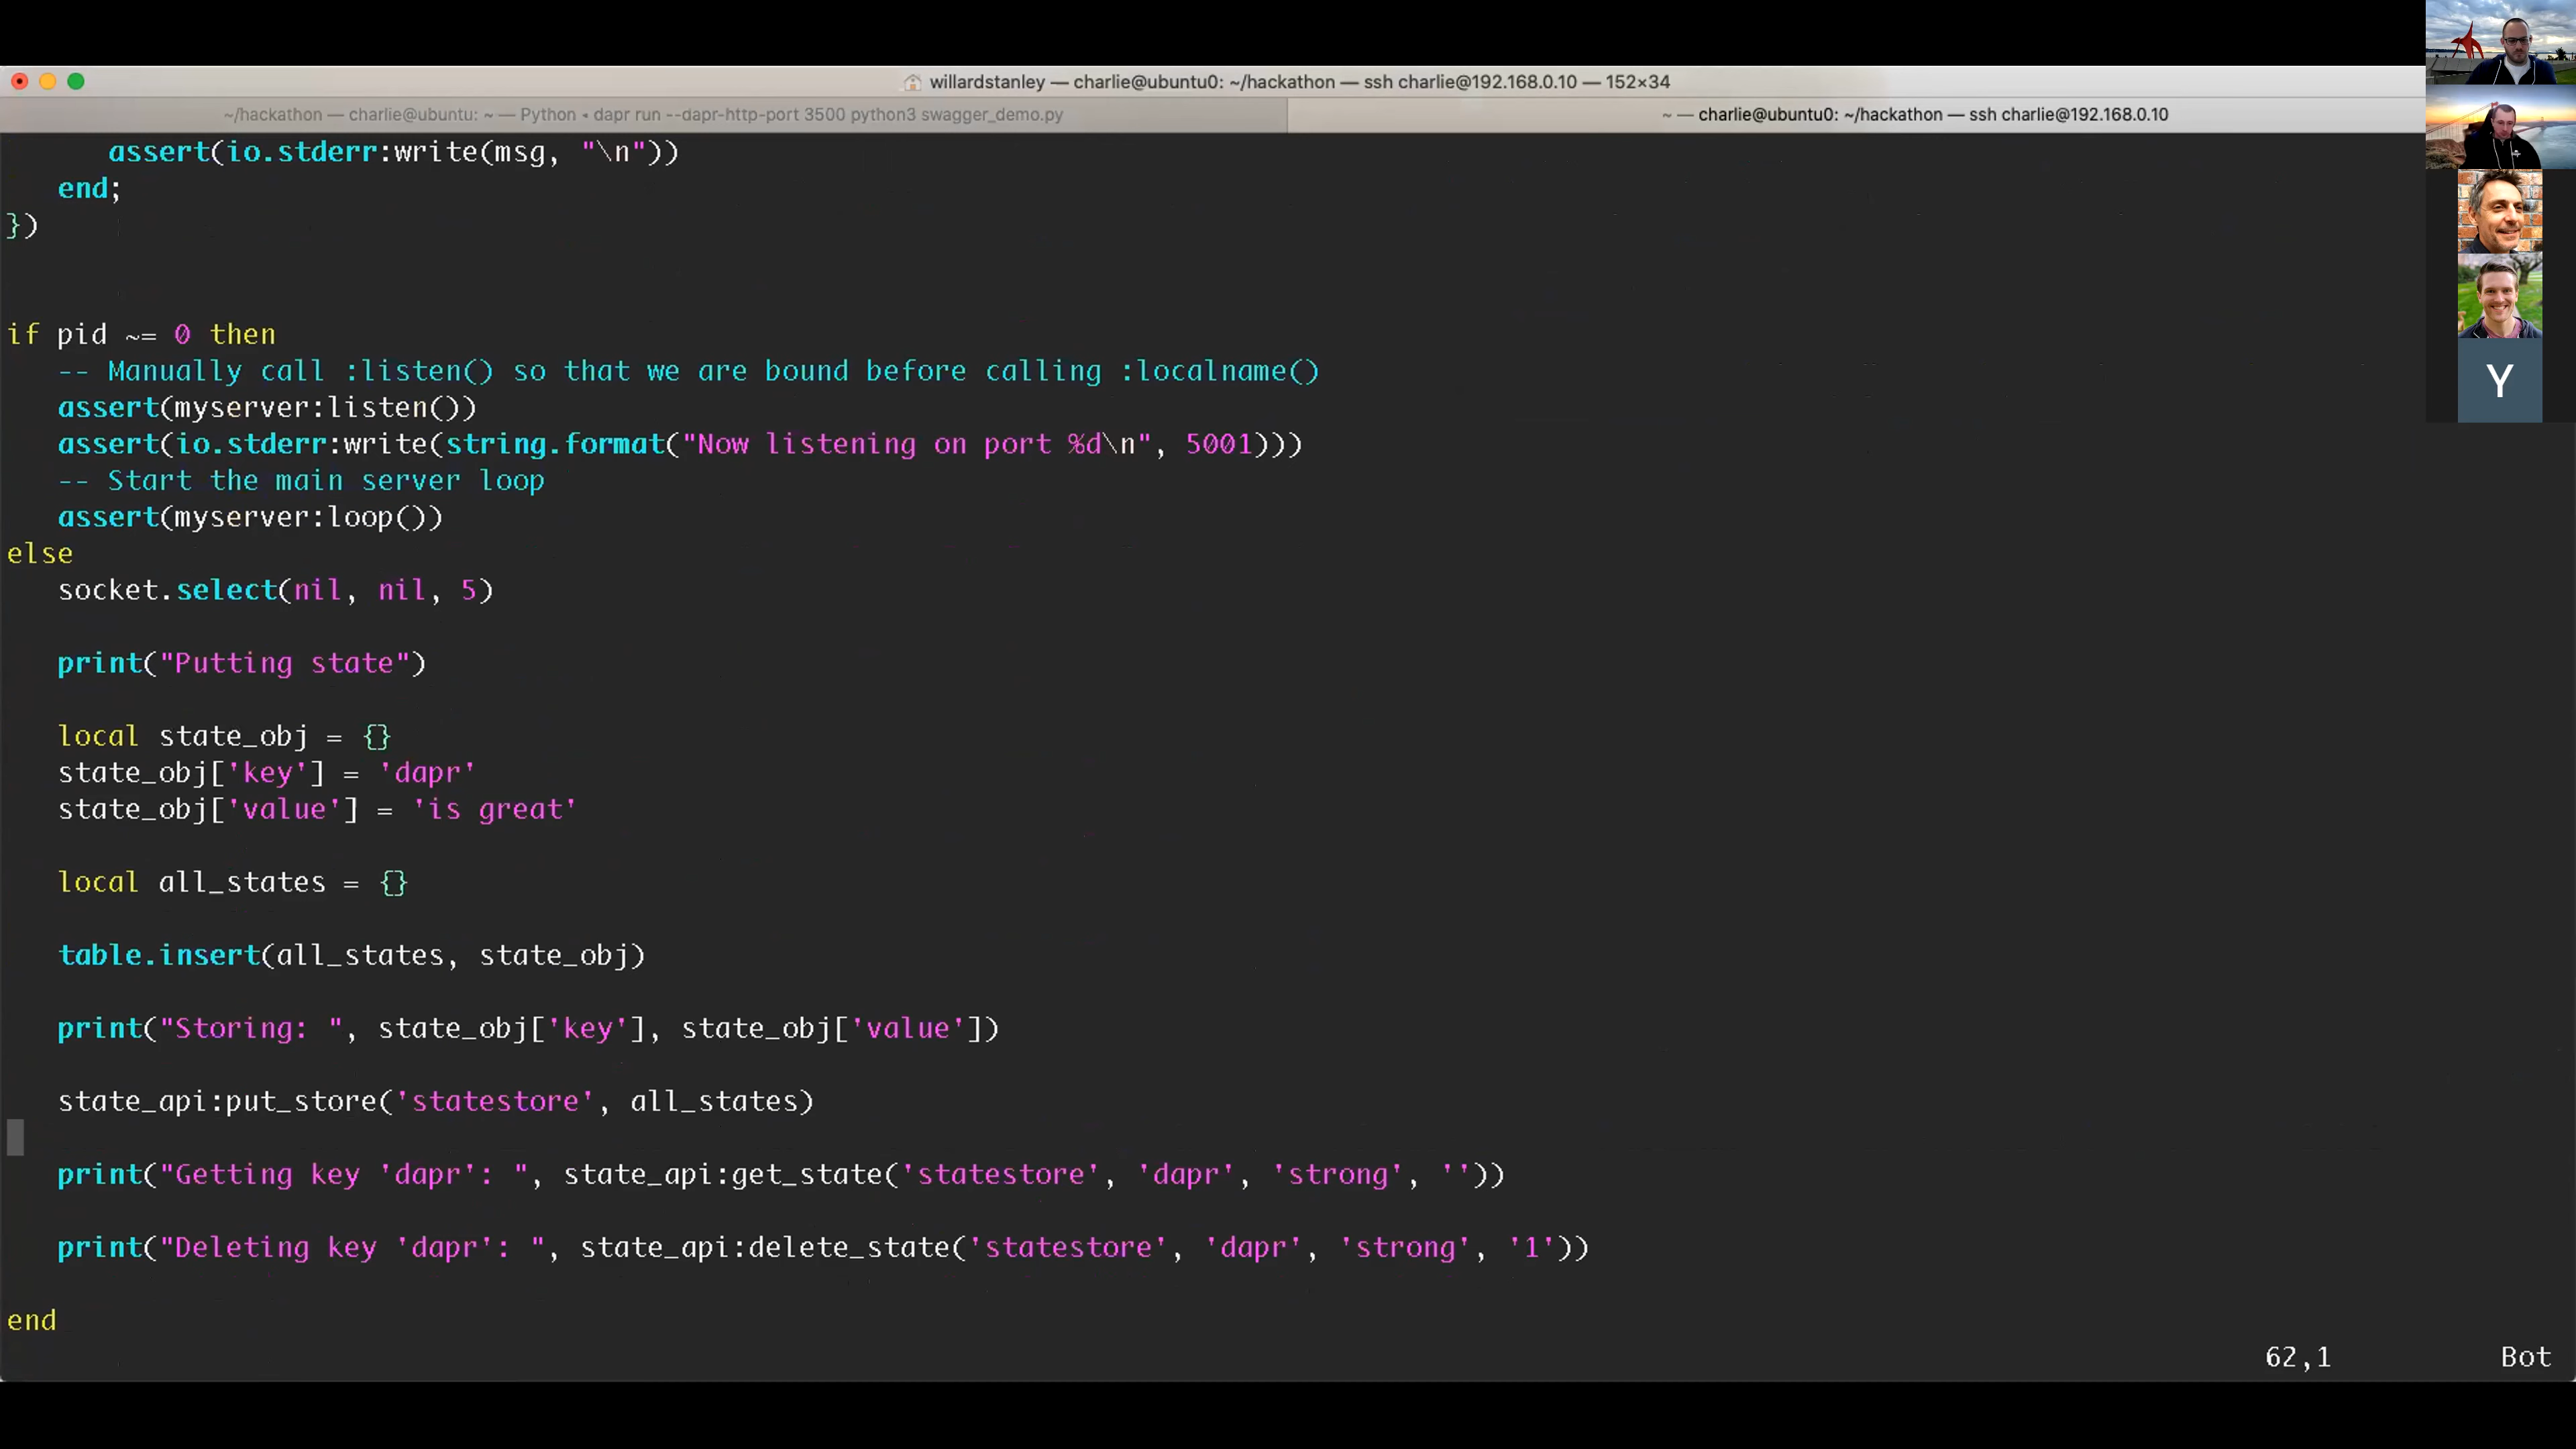 willardstanley — charlie@ubuntu0: ~/hackathon — ssh charlie@192.168.0.10 — 152×34
~/hackathon — charlie@ubuntu: ~ — Python ◂ dapr run --dapr-http-port 3500 python3 swagger_demo.py
~ — charlie@ubuntu0: ~/hackathon — ssh charlie@192.168.0.10
      assert(io.stderr:write(msg, "\n"))
   end;
})
if pid ~= 0 then
   -- Manually call :listen() so that we are bound before calling :localname()
   assert(myserver:listen())
   assert(io.stderr:write(string.format("Now listening on port %d\n", 5001)))
   -- Start the main server loop
   assert(myserver:loop())
else
   socket.select(nil, nil, 5)
   print("Putting state")
   local state_obj = {}
   state_obj['key'] = 'dapr'
   state_obj['value'] = 'is great'
   local all_states = {}
   table.insert(all_states, state_obj)
   print("Storing: ", state_obj['key'], state_obj['value'])
   state_api:put_store('statestore', all_states)
   print("Getting key 'dapr': ", state_api:get_state('statestore', 'dapr', 'strong', ''))
   print("Deleting key 'dapr': ", state_api:delete_state('statestore', 'dapr', 'strong', '1'))
end
62,1 Bot
Y